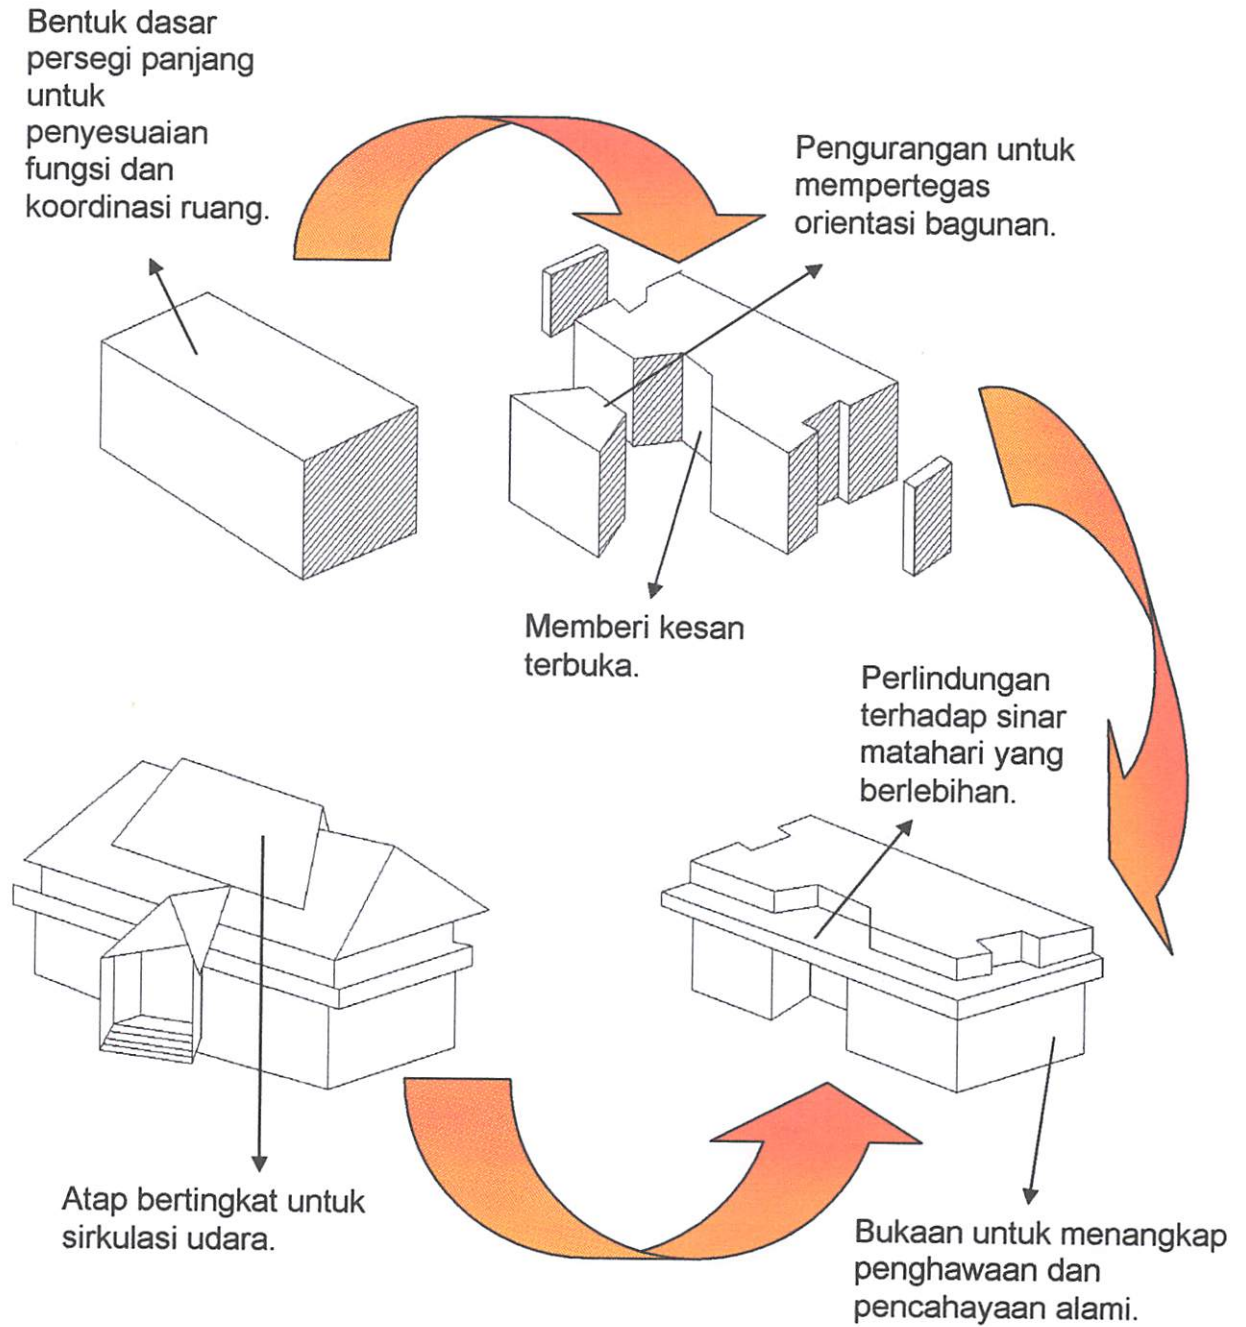 Bentuk dasar
persegi panjang
untuk
penyesuaian
fungsi dan
koordinasi ruang.
Pengurangan untuk
mempertegas
orientasi bagunan.
Memberi kesan
terbuka.
Perlindungan
terhadap sinar
matahari yang
berlebihan.
Atap bertingkat untuk
sirkulasi udara.
Bukaan untuk menangkap
penghawaan dan
pencahayaan alami.